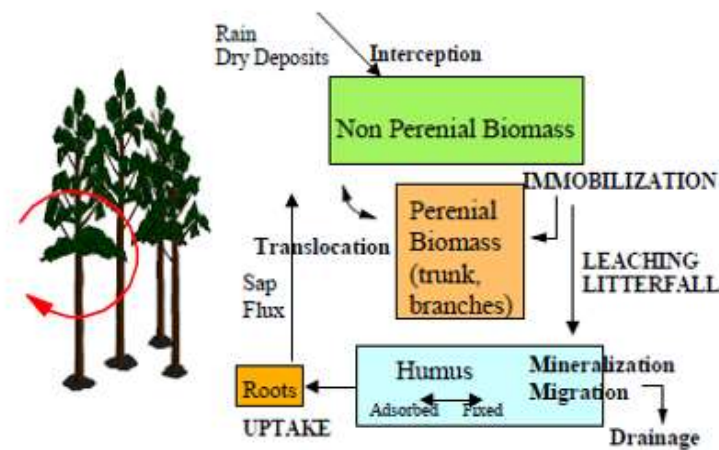 Rain
Dry Deposits
Interception
Non Perenial Biomass
IMMOBILIZATION
Perenial
Biomass
(trunk,
branches)
Translocation
LEACHING
LITTERFALL
Sap
Flux
Roots
UPTAKE
Humus
Adsorbed Fixed
Mineralization
Migration
Drainage